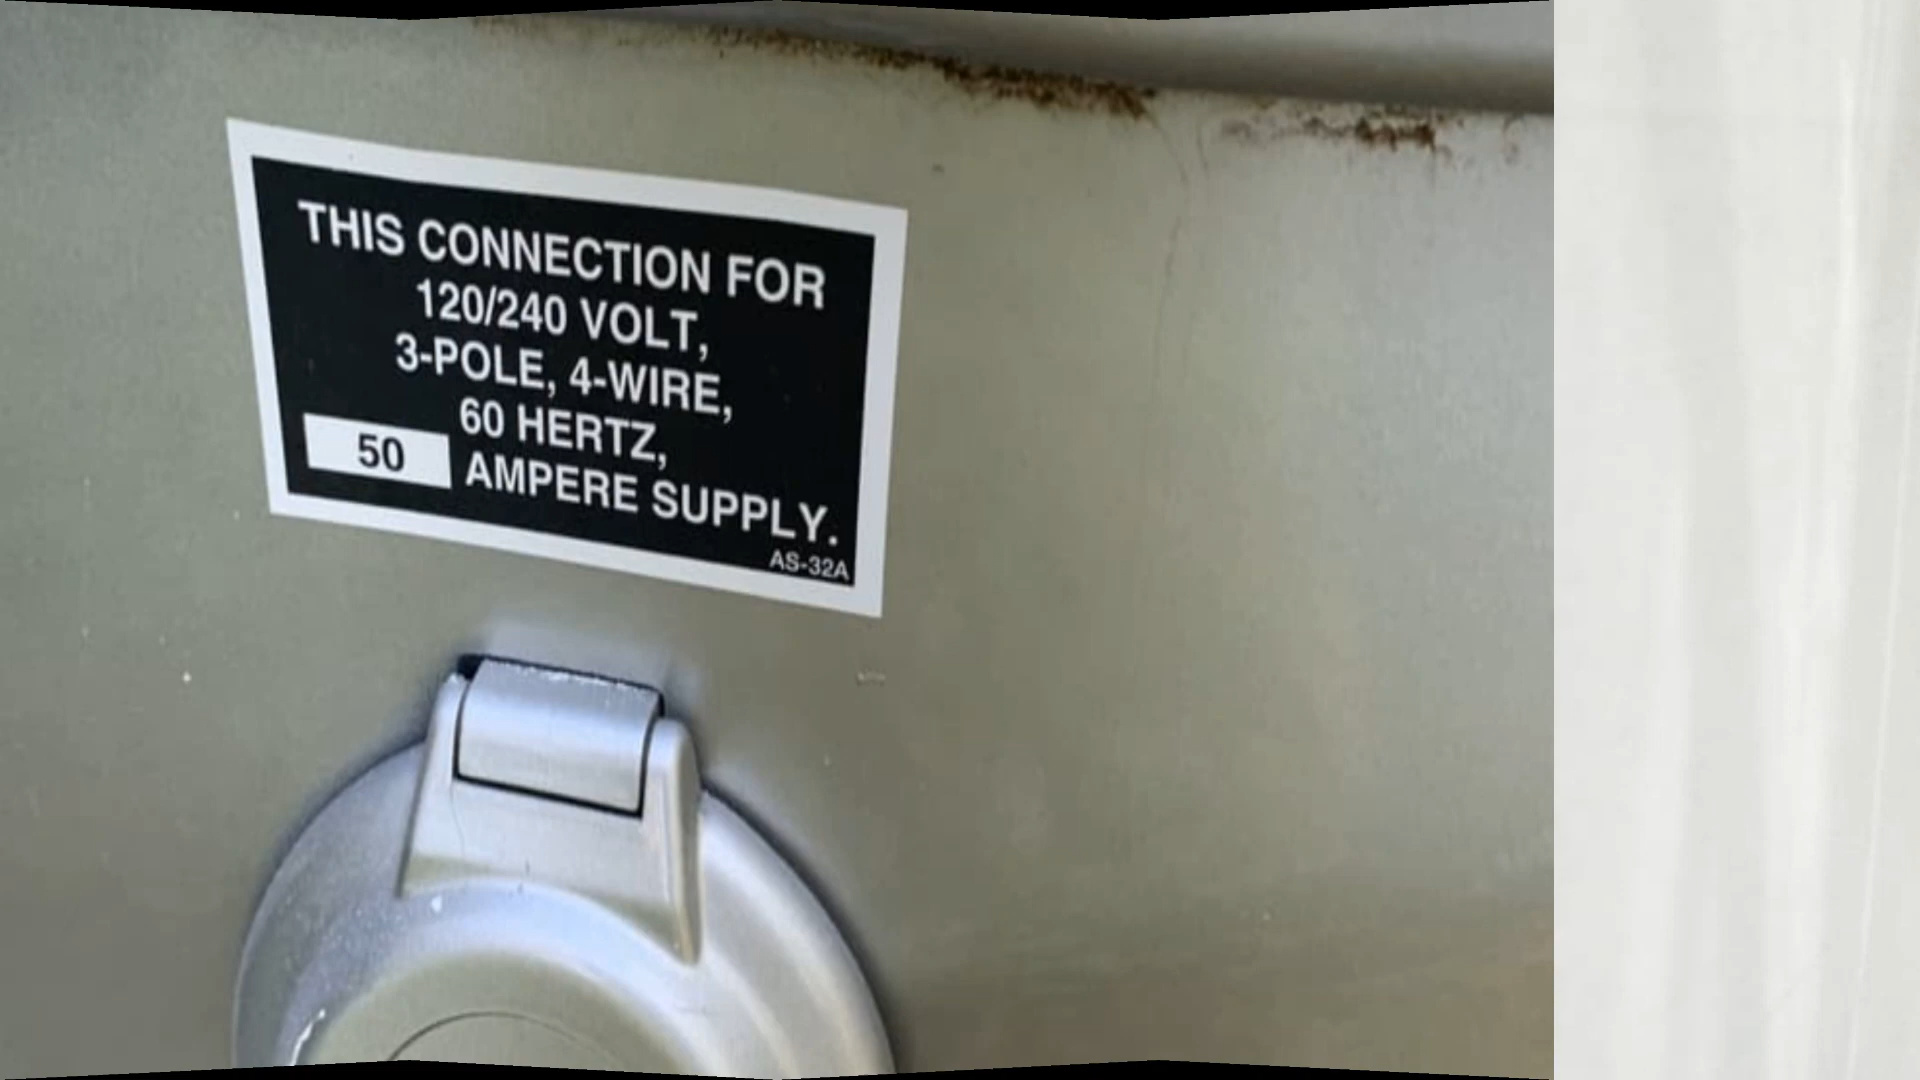 THIS CONNECTION FOR
120/240 VOLT,
3-POLE, 4-WIRE,
60 HERTZ,
50 AMPERE SUPPLY.
AS-32A